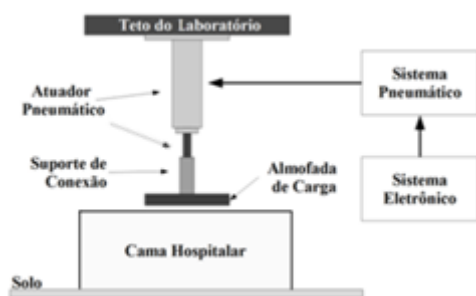 Teto do Laboratório
Atuador
Pneumático
Suporte de
Conexão
Almofada
de Carga
Cama Hospitalar
Solo
Sistema
Pneumático
Sistema
Eletrônico